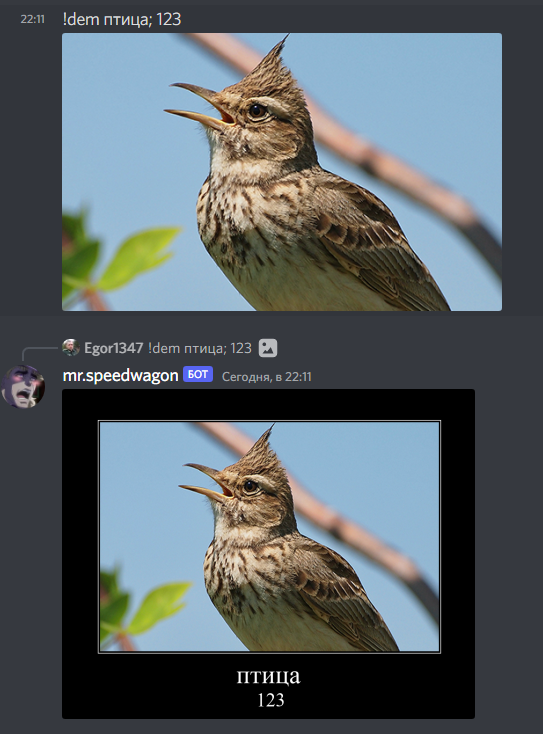 22:11 !dem птица; 123
Egor1347 !dem птица; 123
mr.speedwagon БОТ Сегодня, в 22:11
птица
123